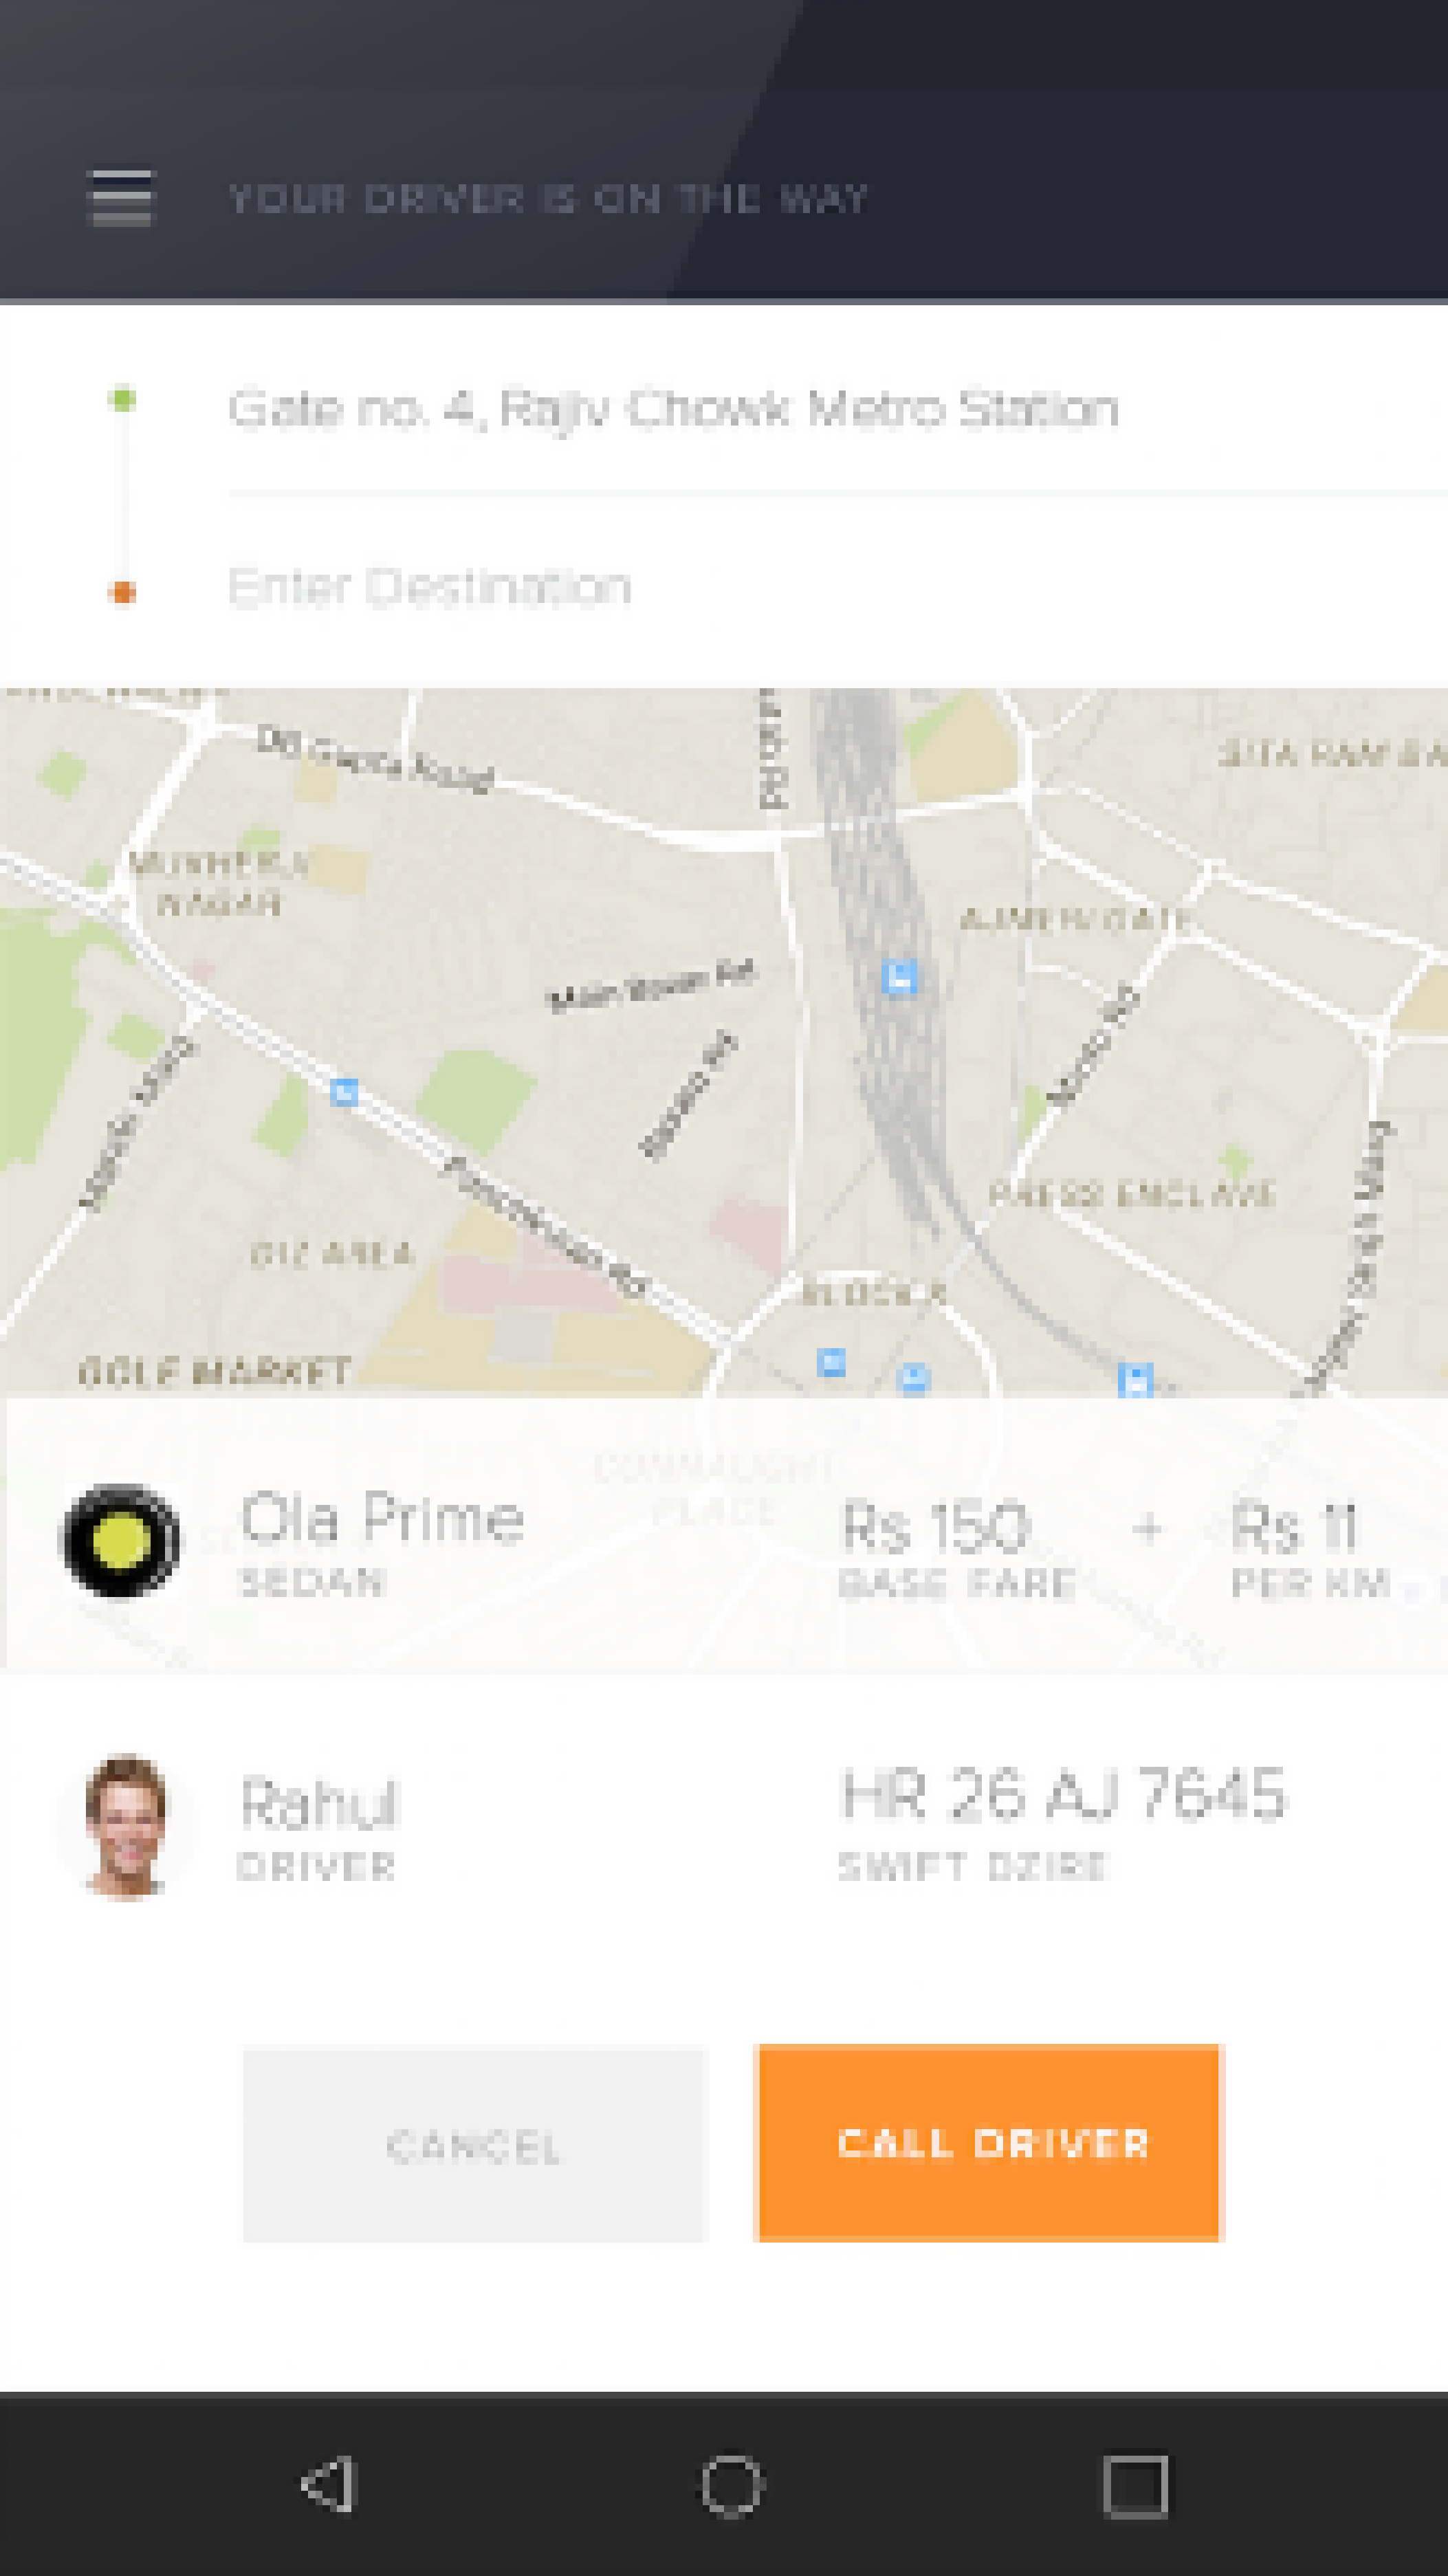 YOUR DRIVER IS ON THE WAY
Gate no. 4, Rajiv Chowk Metro Station
Enter Destination
DB Gupta Road
SITA RAM BA
NAGAR
AJMERI GATE
Main Bazar Rd
PRESS ENCLAVE
Panchkuian Rd
DIZ AREA
BLOCK A
GOLE MARKET
CONNAUGHT
PLACE
Ola Prime
SEDAN
Rs 150
BASE FARE
+
Rs 11
PER KM
Rahul
DRIVER
HR 26 AJ 7645
SWIFT DZIRE
CANCEL
CALL DRIVER